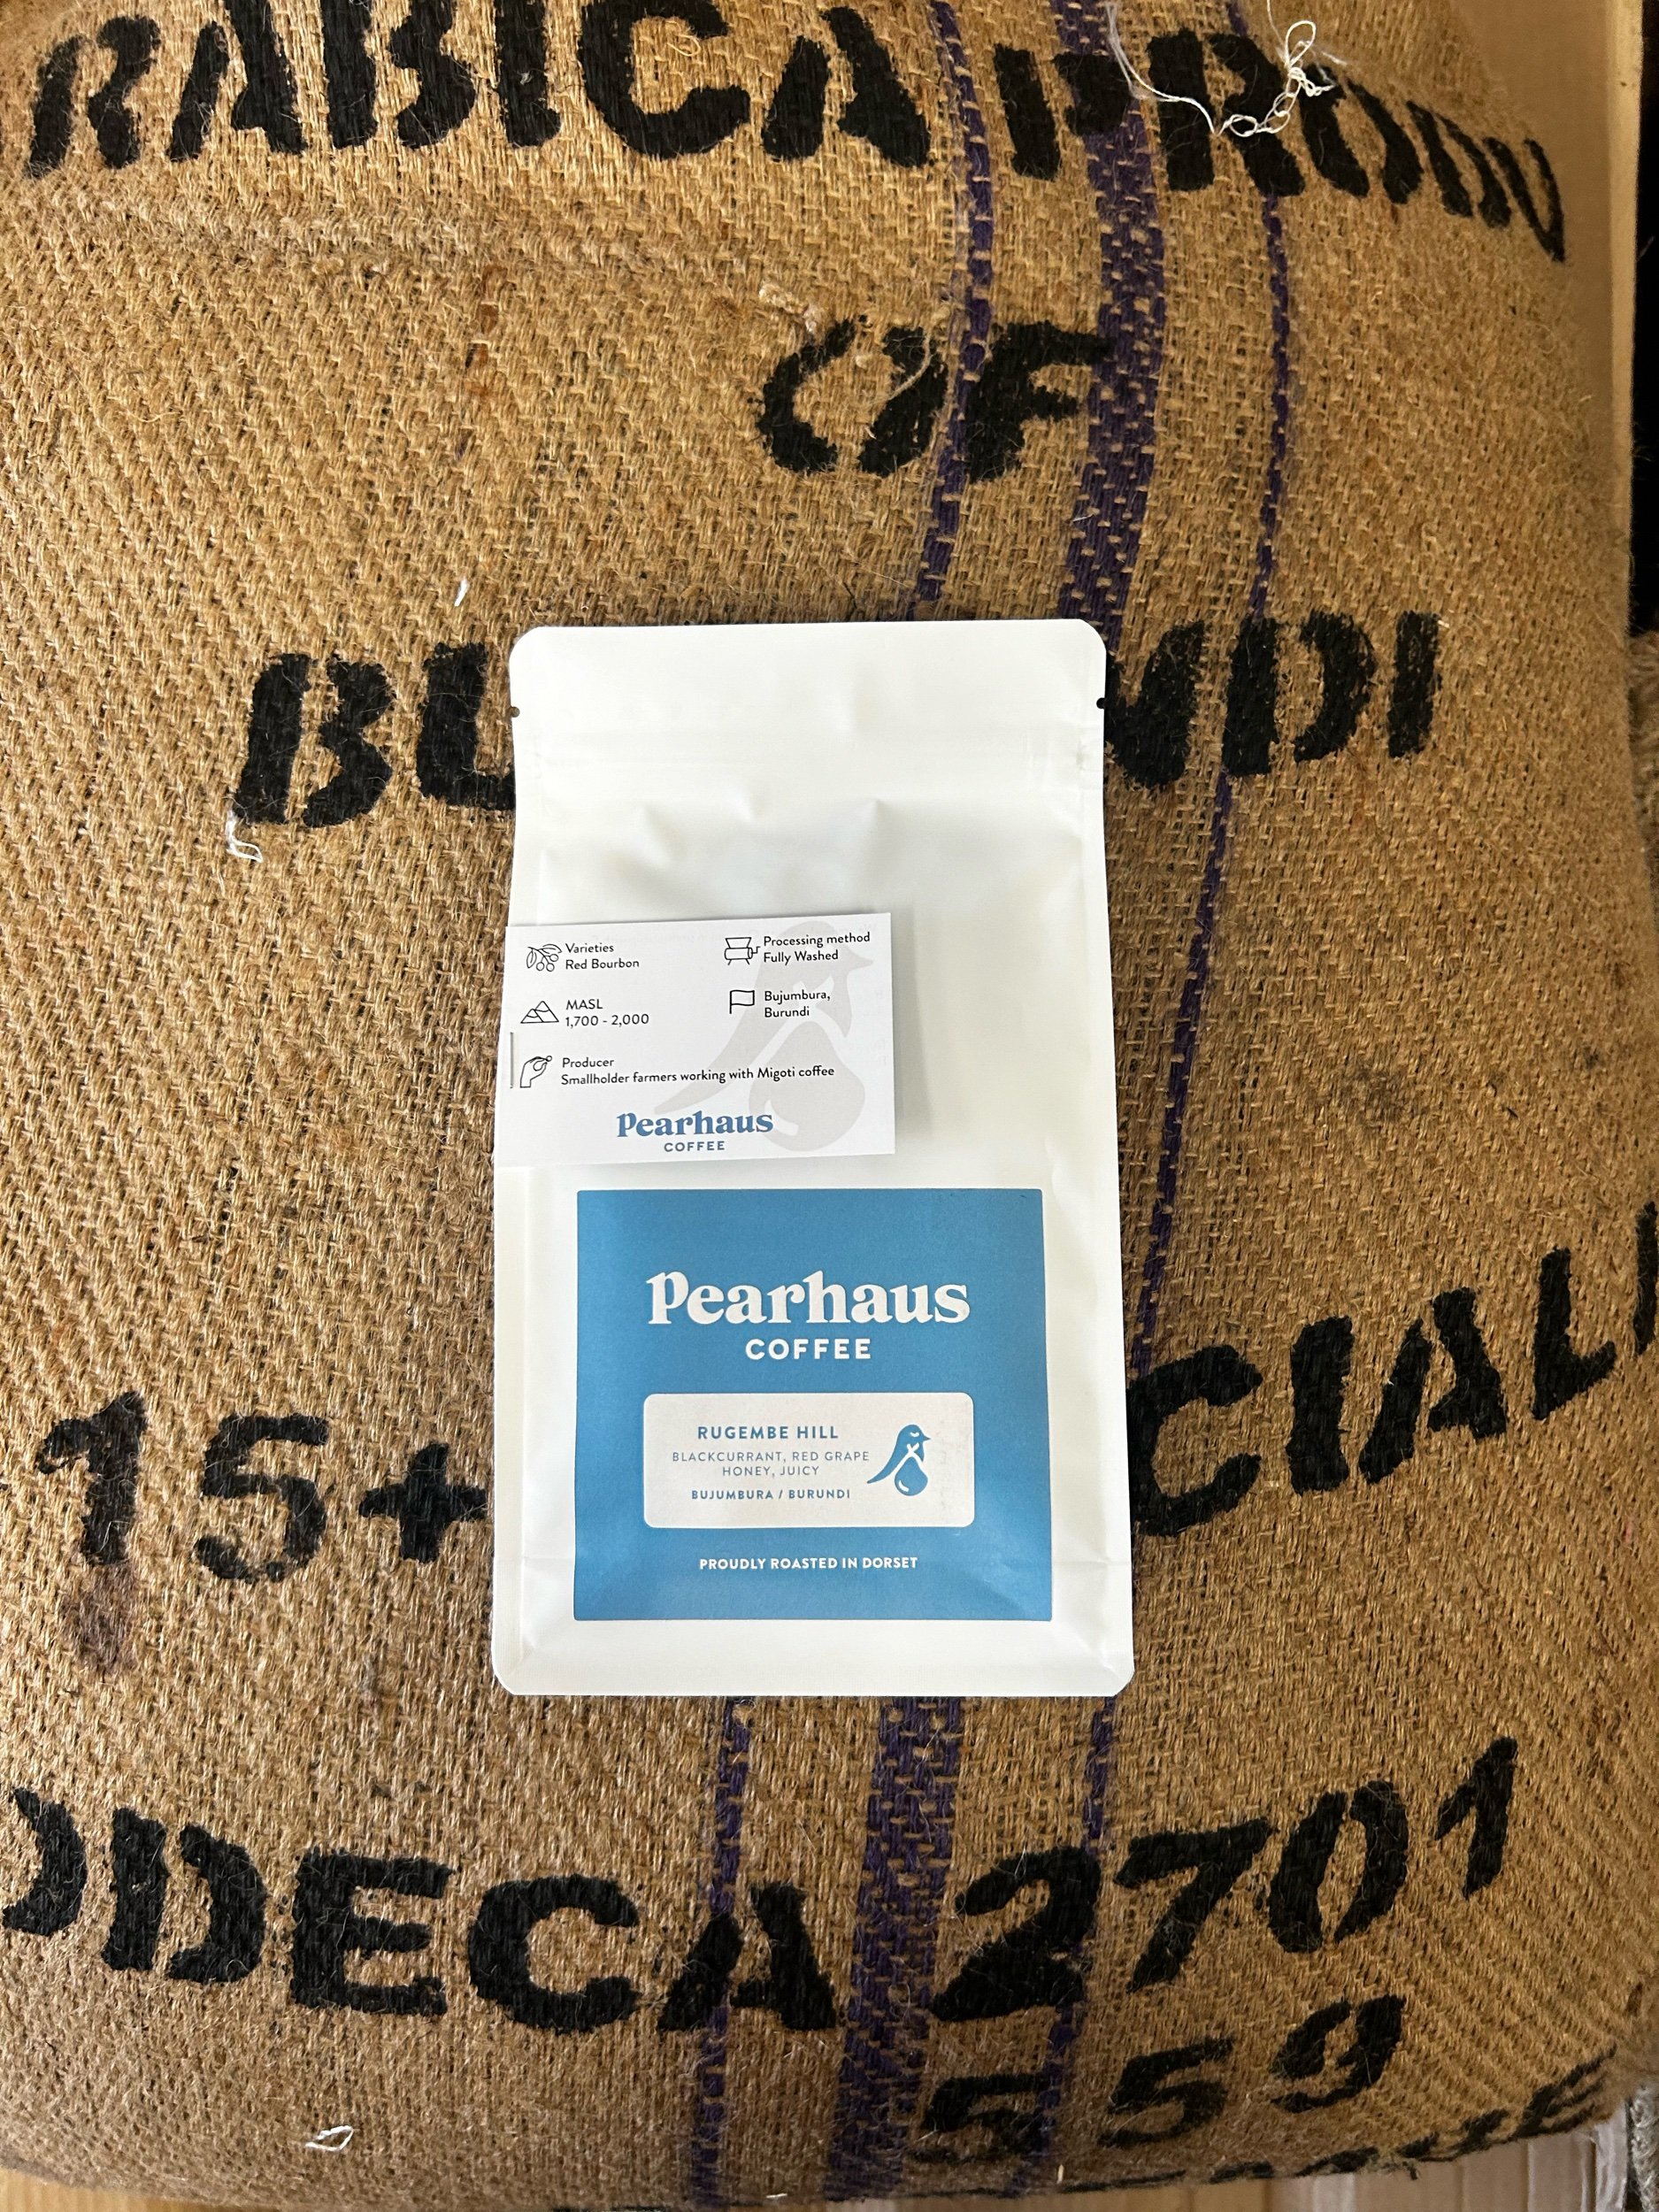 RABICA PRODU
OF
BU NDI
15+ CIAL
ODECA 2701
559
Varieties
Red Bourbon
Processing method
Fully Washed
MASL
1,700 - 2,000
Bujumbura,
Burundi
Producer
Smallholder farmers working with Migoti coffee
Pearhaus
COFFEE
Pearhaus
COFFEE
RUGEMBE HILL
BLACKCURRANT, RED GRAPE
HONEY, JUICY
BUJUMBURA / BURUNDI
PROUDLY ROASTED IN DORSET